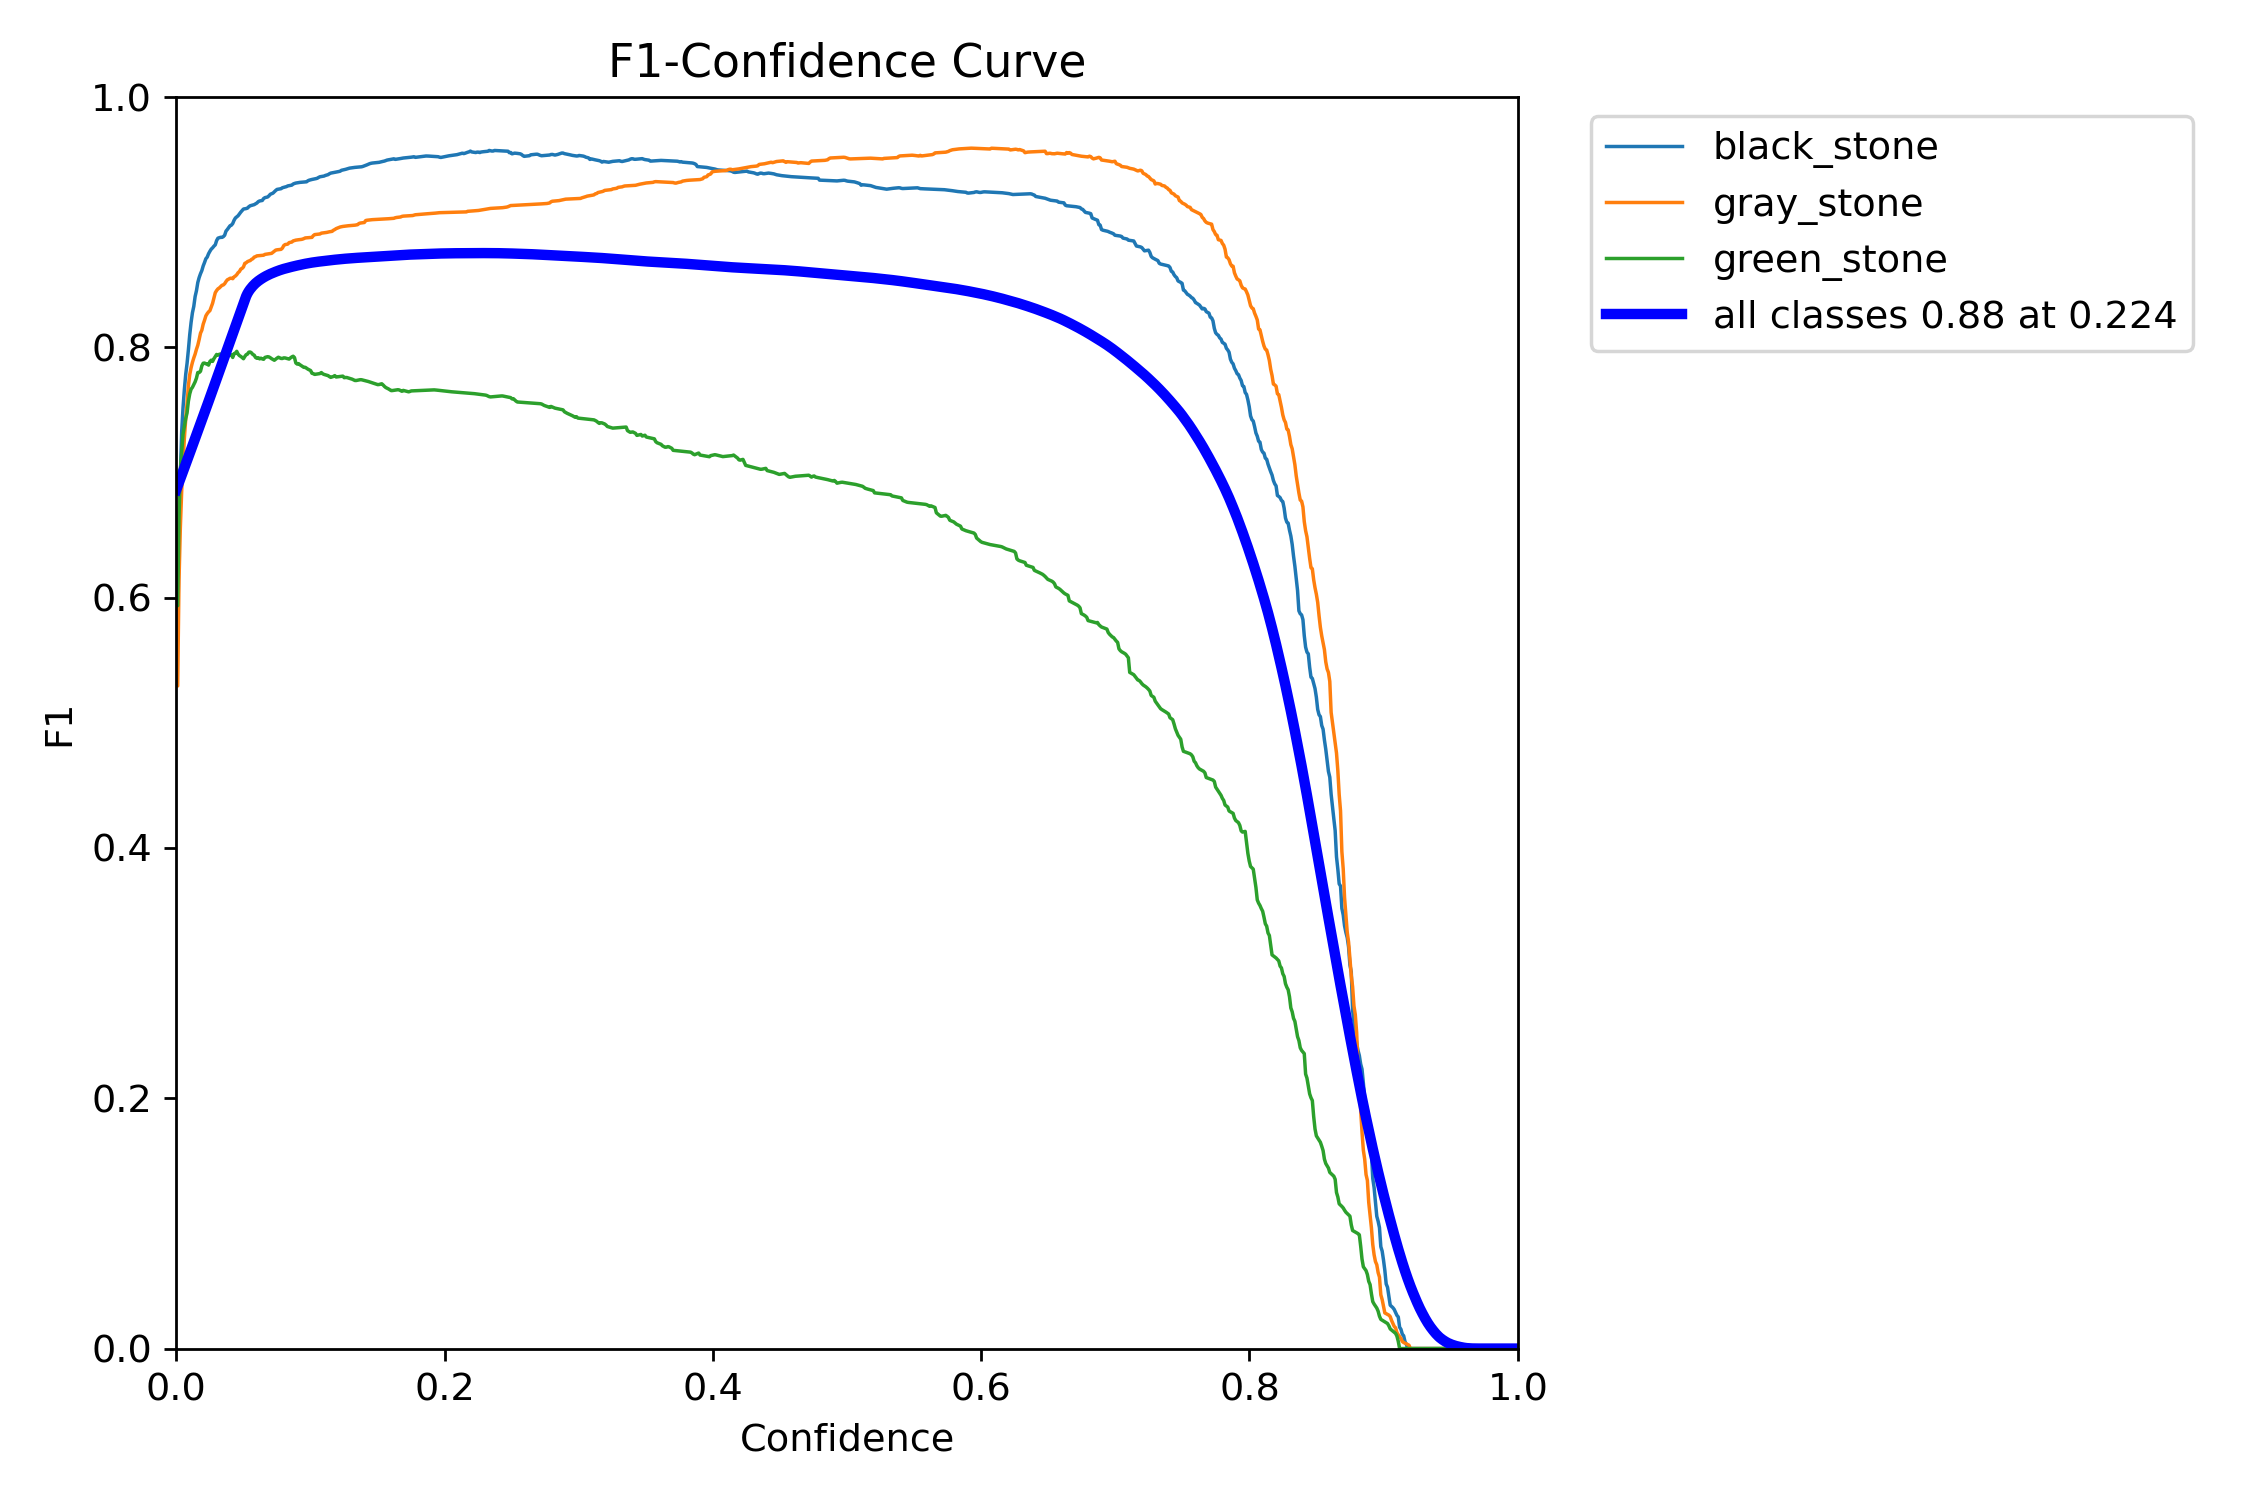 F1-Confidence Curve
1.0
0.8
0.6
0.4
0.2
0.0
F1
0.0 0.2 0.4 0.6 0.8 1.0
Confidence
black_stone
gray_stone
green_stone
all classes 0.88 at 0.224